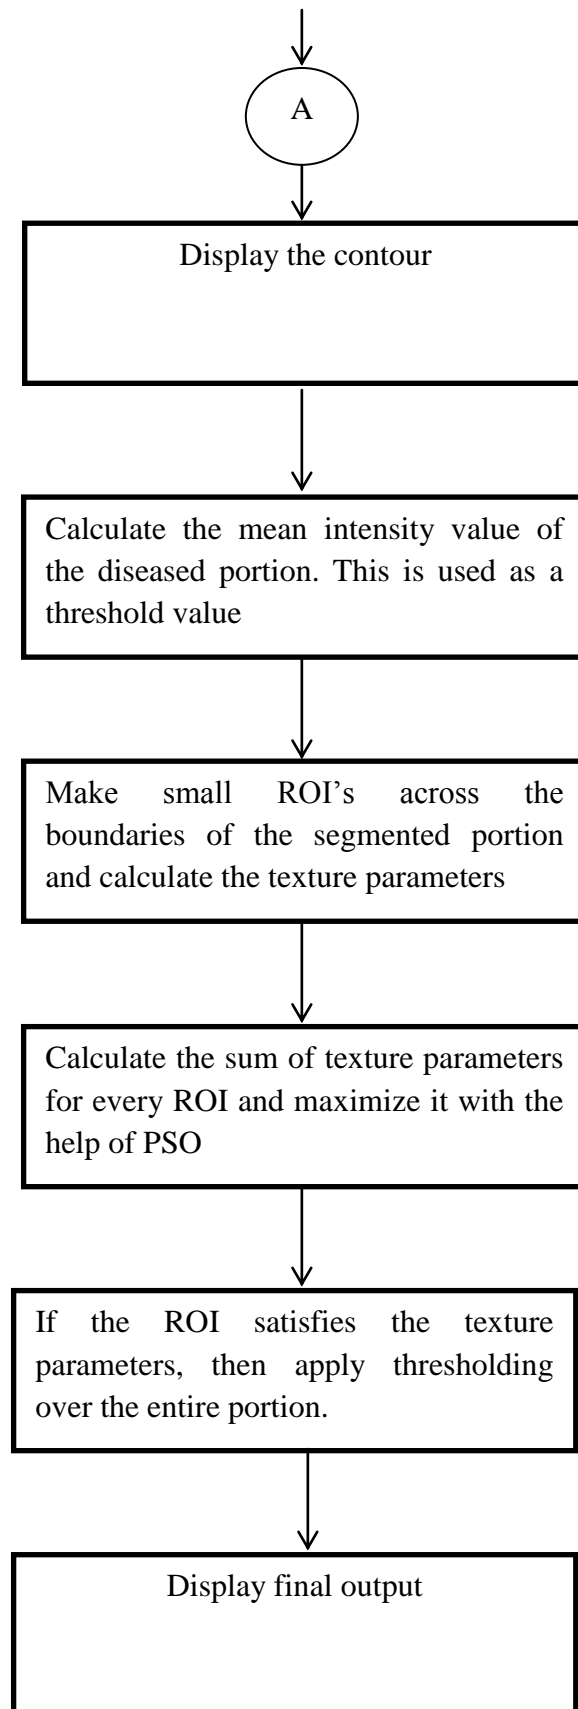 A
Display the contour
Calculate the mean intensity value of
the diseased portion. This is used as a
threshold value
Make small ROI's across the
boundaries of the segmented portion
and calculate the texture parameters
Calculate the sum of texture parameters
for every ROI and maximize it with the
help of PSO
If the ROI satisfies the texture
parameters, then apply thresholding
over the entire portion.
Display final output